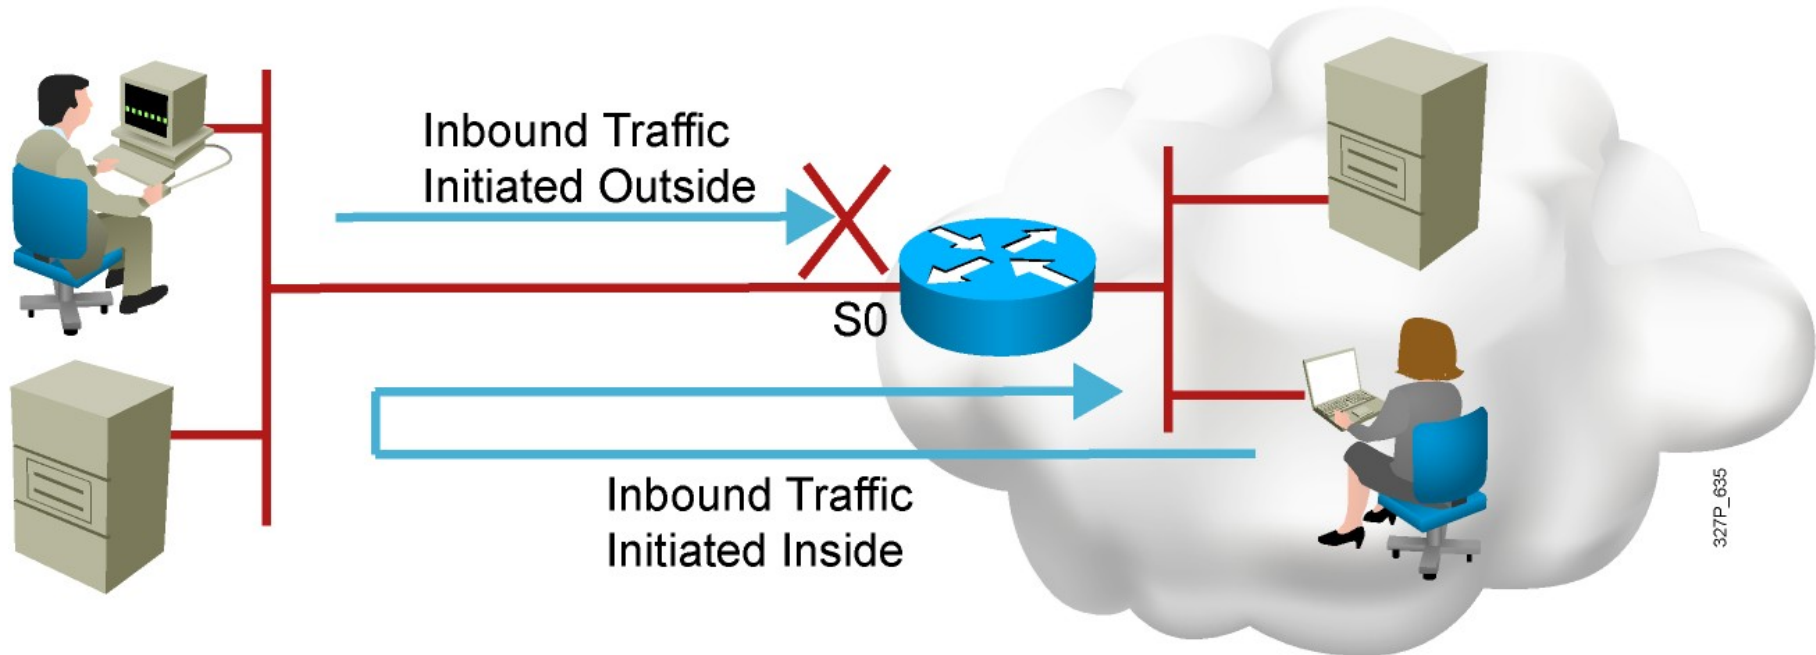 Inbound Traffic
Initiated Outside
S0
Inbound Traffic
Initiated Inside
327P_635